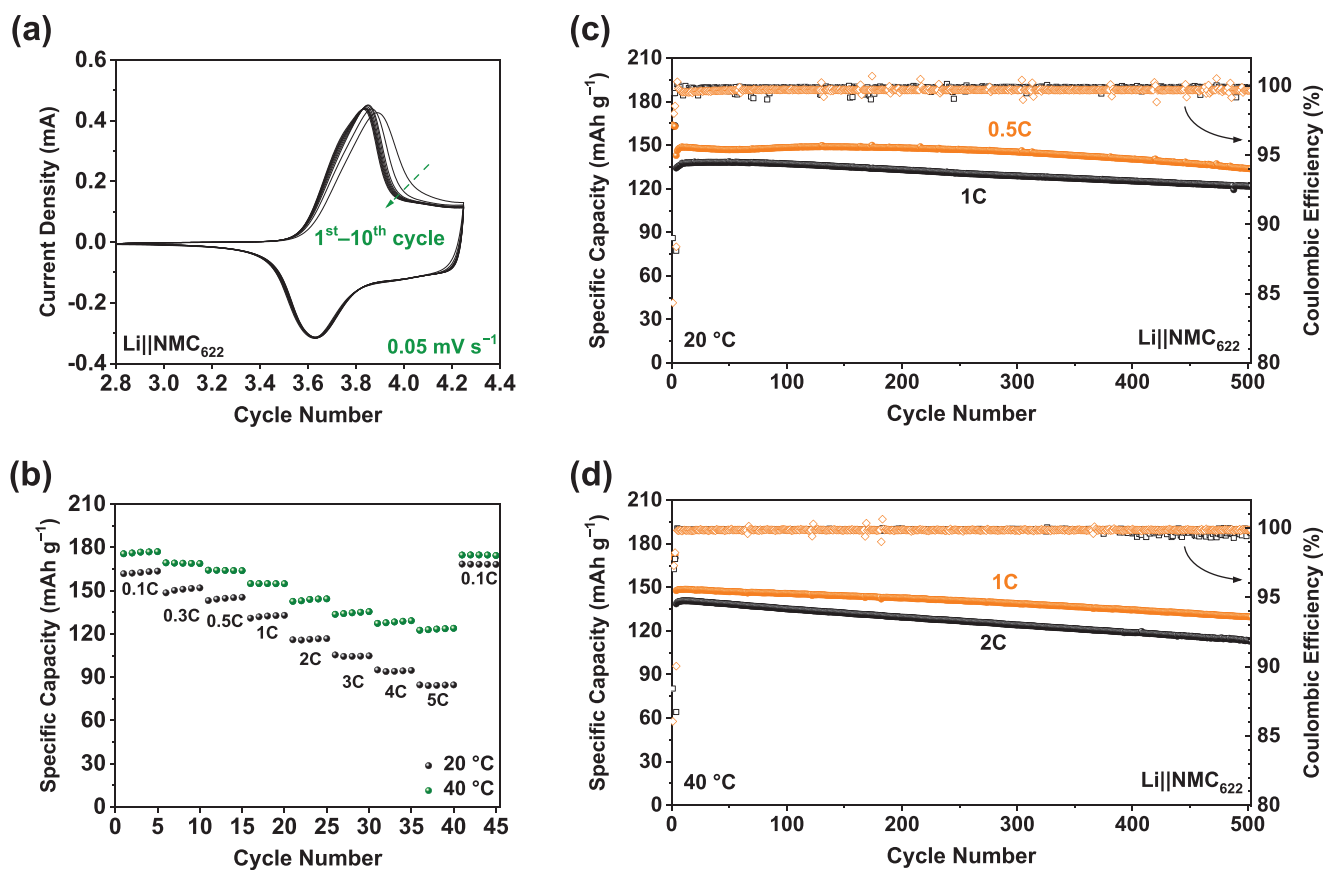 (a)
0.6
0.4
0.2
0.0
-0.2
-0.4
Current Density (mA)
1st–10th cycle
Li||NMC622
0.05 mV s−1
2.8 3.0 3.2 3.4 3.6 3.8 4.0 4.2 4.4
Cycle Number
(b)
210
180
150
120
90
60
30
0
Specific Capacity (mAh g−1)
0.1C
0.3C
0.5C
1C
2C
3C
4C
5C
0.1C
20 °C
40 °C
0 5 10 15 20 25 30 35 40 45
Cycle Number
(c)
210
180
150
120
90
60
30
0
Specific Capacity (mAh g−1)
0.5C
1C
20 °C
Li||NMC622
100
95
90
85
80
Coulombic Efficiency (%)
0 100 200 300 400 500
Cycle Number
(d)
210
180
150
120
90
60
30
0
Specific Capacity (mAh g−1)
1C
2C
40 °C
Li||NMC622
100
95
90
85
80
Coulombic Efficiency (%)
0 100 200 300 400 500
Cycle Number